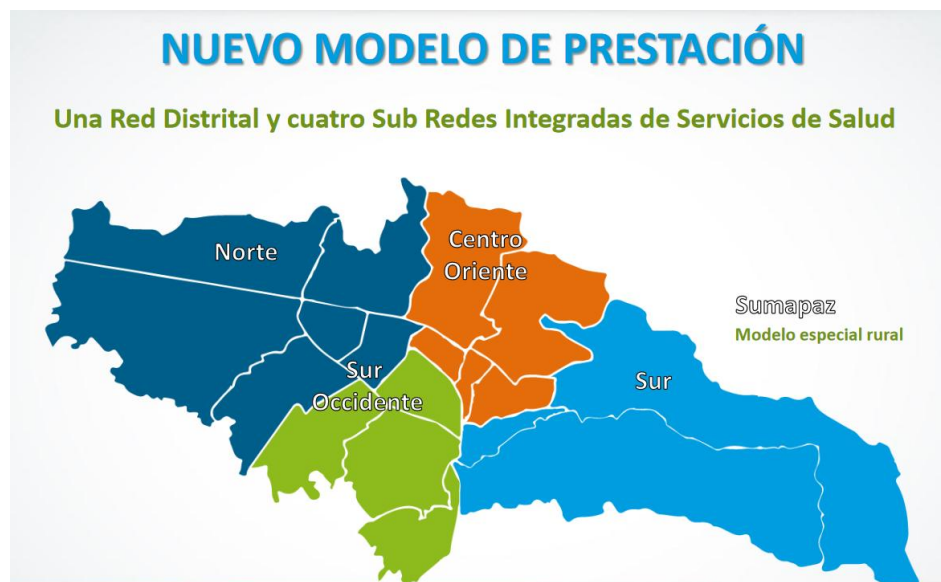 NUEVO MODELO DE PRESTACIÓN
Una Red Distrital y cuatro Sub Redes Integradas de Servicios de Salud
Norte
Centro
Oriente
Sumapaz
Modelo especial rural
Sur
Occidente
Sur